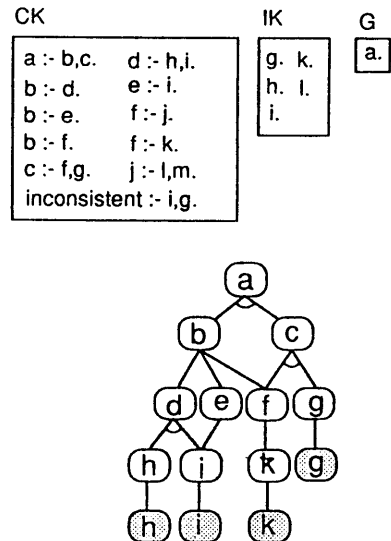 CK
IK
G
a :- b,c. d :- h,i.
b :- d. e :- i.
b :- e. f :- j.
b :- f. f :- k.
c :- f,g. j :- l,m.
inconsistent :- i,g.
g. k.
h. l.
i.
a.
a
b c
d e f g
h i k g
h i k